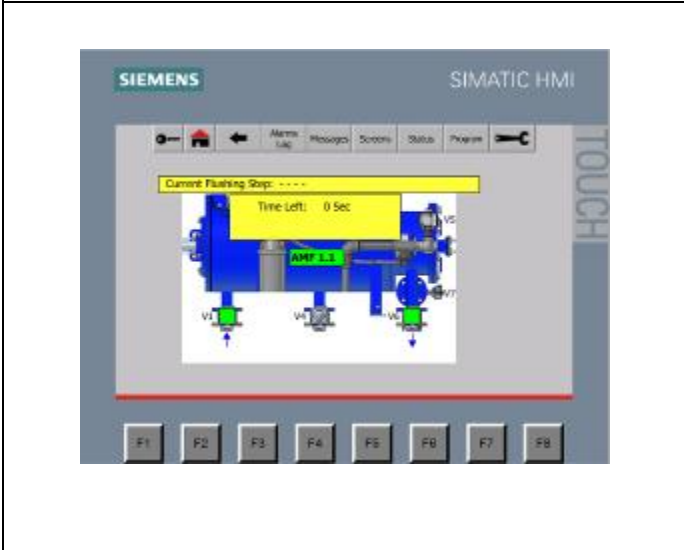 SIEMENS
SIMATIC HMI
TOUCH
Alarms Log
Messages
Screens
Status
Program
Current Flushing Step: - - - -
Time Left: 0 Sec
AMF 1.1
V5
V7
V1
V4
V6
F1
F2
F3
F4
F5
F6
F7
F8